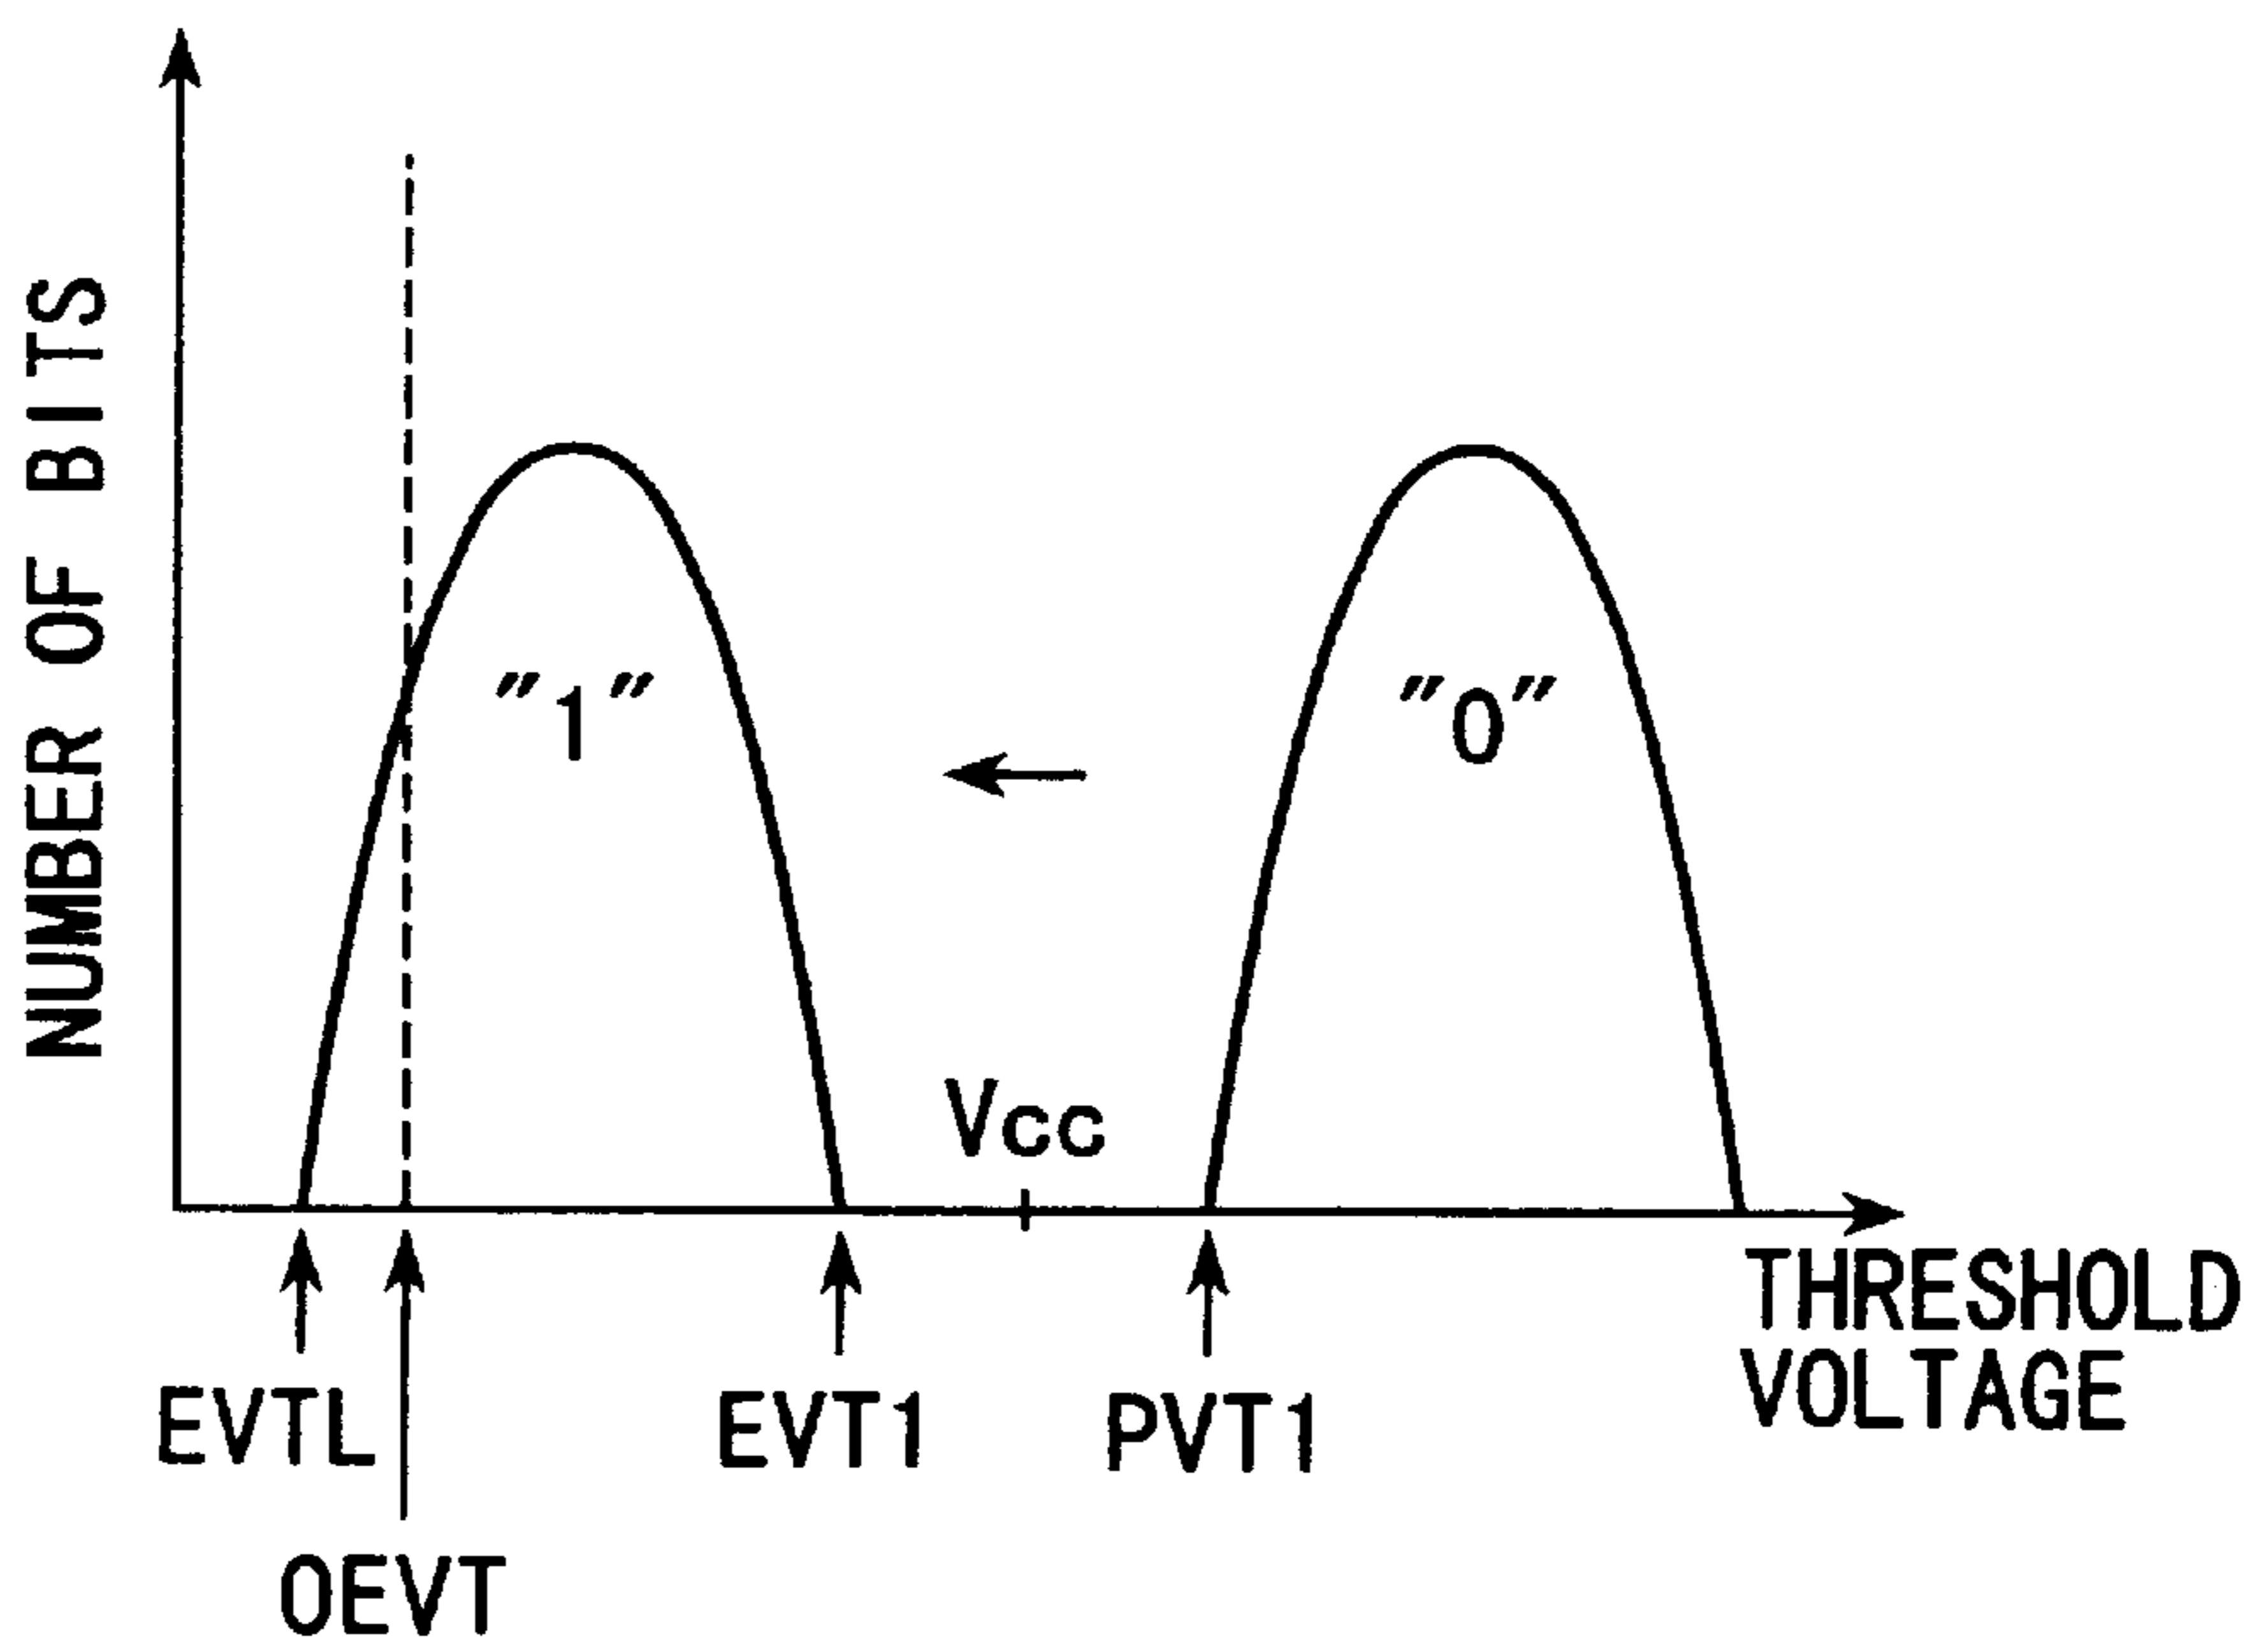 NUMBER OF BITS
"1"
"0"
Vcc
THRESHOLD
VOLTAGE
EVTL
EVT1
PVT1
OEVT